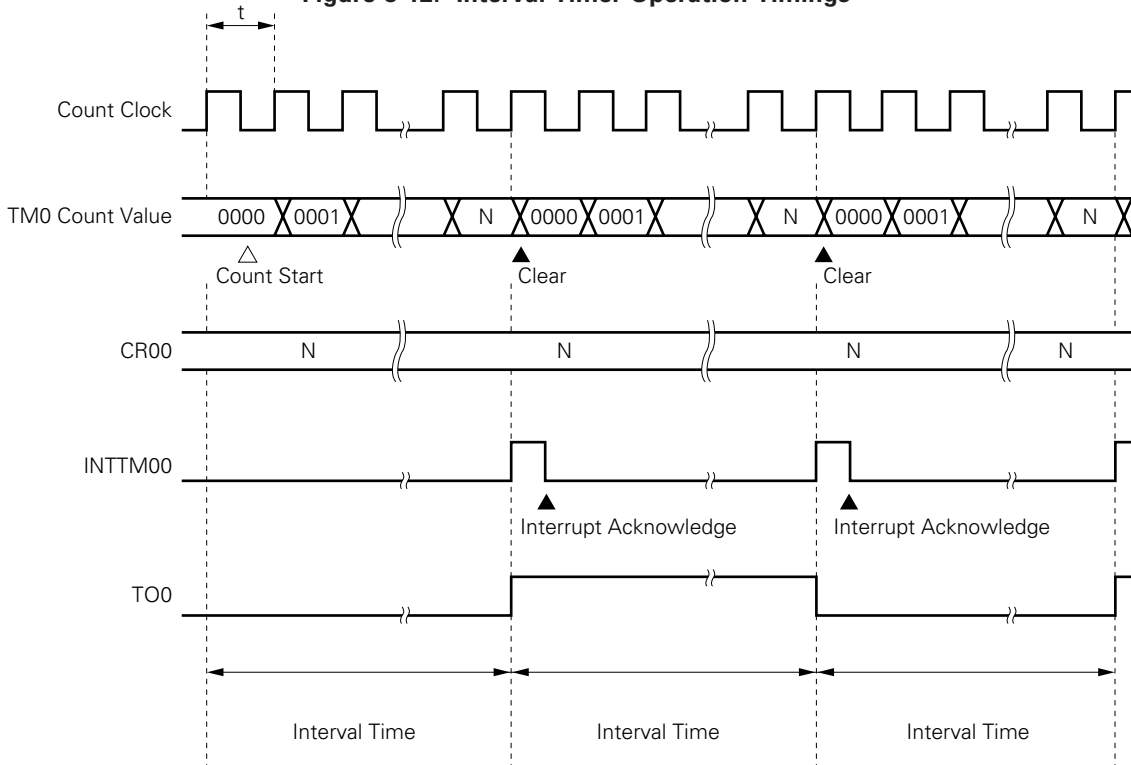 Figure 8-12. Interval Timer Operation Timings
t
Count Clock
TM0 Count Value 0000 0001 N 0000 0001 N 0000 0001 N
Count Start Clear Clear
CR00 N N N N
INTTM00
Interrupt Acknowledge Interrupt Acknowledge
TO0
Interval Time Interval Time Interval Time